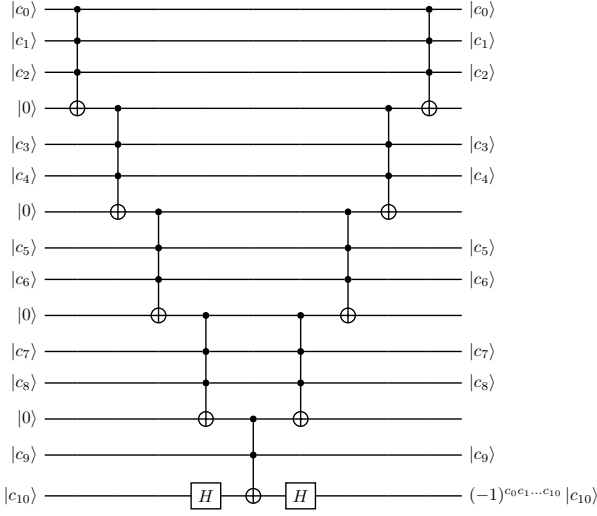 |c₀⟩ |c₀⟩
|c₁⟩ |c₁⟩
|c₂⟩ |c₂⟩
|0⟩
|c₃⟩ |c₃⟩
|c₄⟩ |c₄⟩
|0⟩
|c₅⟩ |c₅⟩
|c₆⟩ |c₆⟩
|0⟩
|c₇⟩ |c₇⟩
|c₈⟩ |c₈⟩
|0⟩
|c₉⟩ |c₉⟩
|c₁₀⟩ H H (−1)^{c₀c₁…c₁₀} |c₁₀⟩